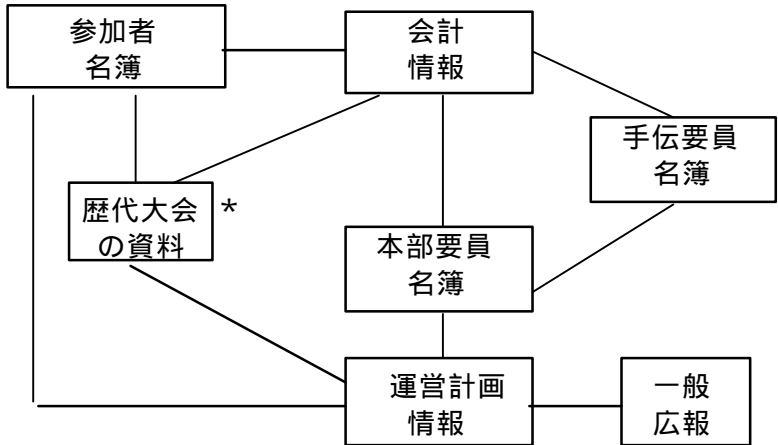 参加者
名簿
会計
情報
手伝要員
名簿
歴代大会
の資料
*
本部要員
名簿
運営計画
情報
一般
広報